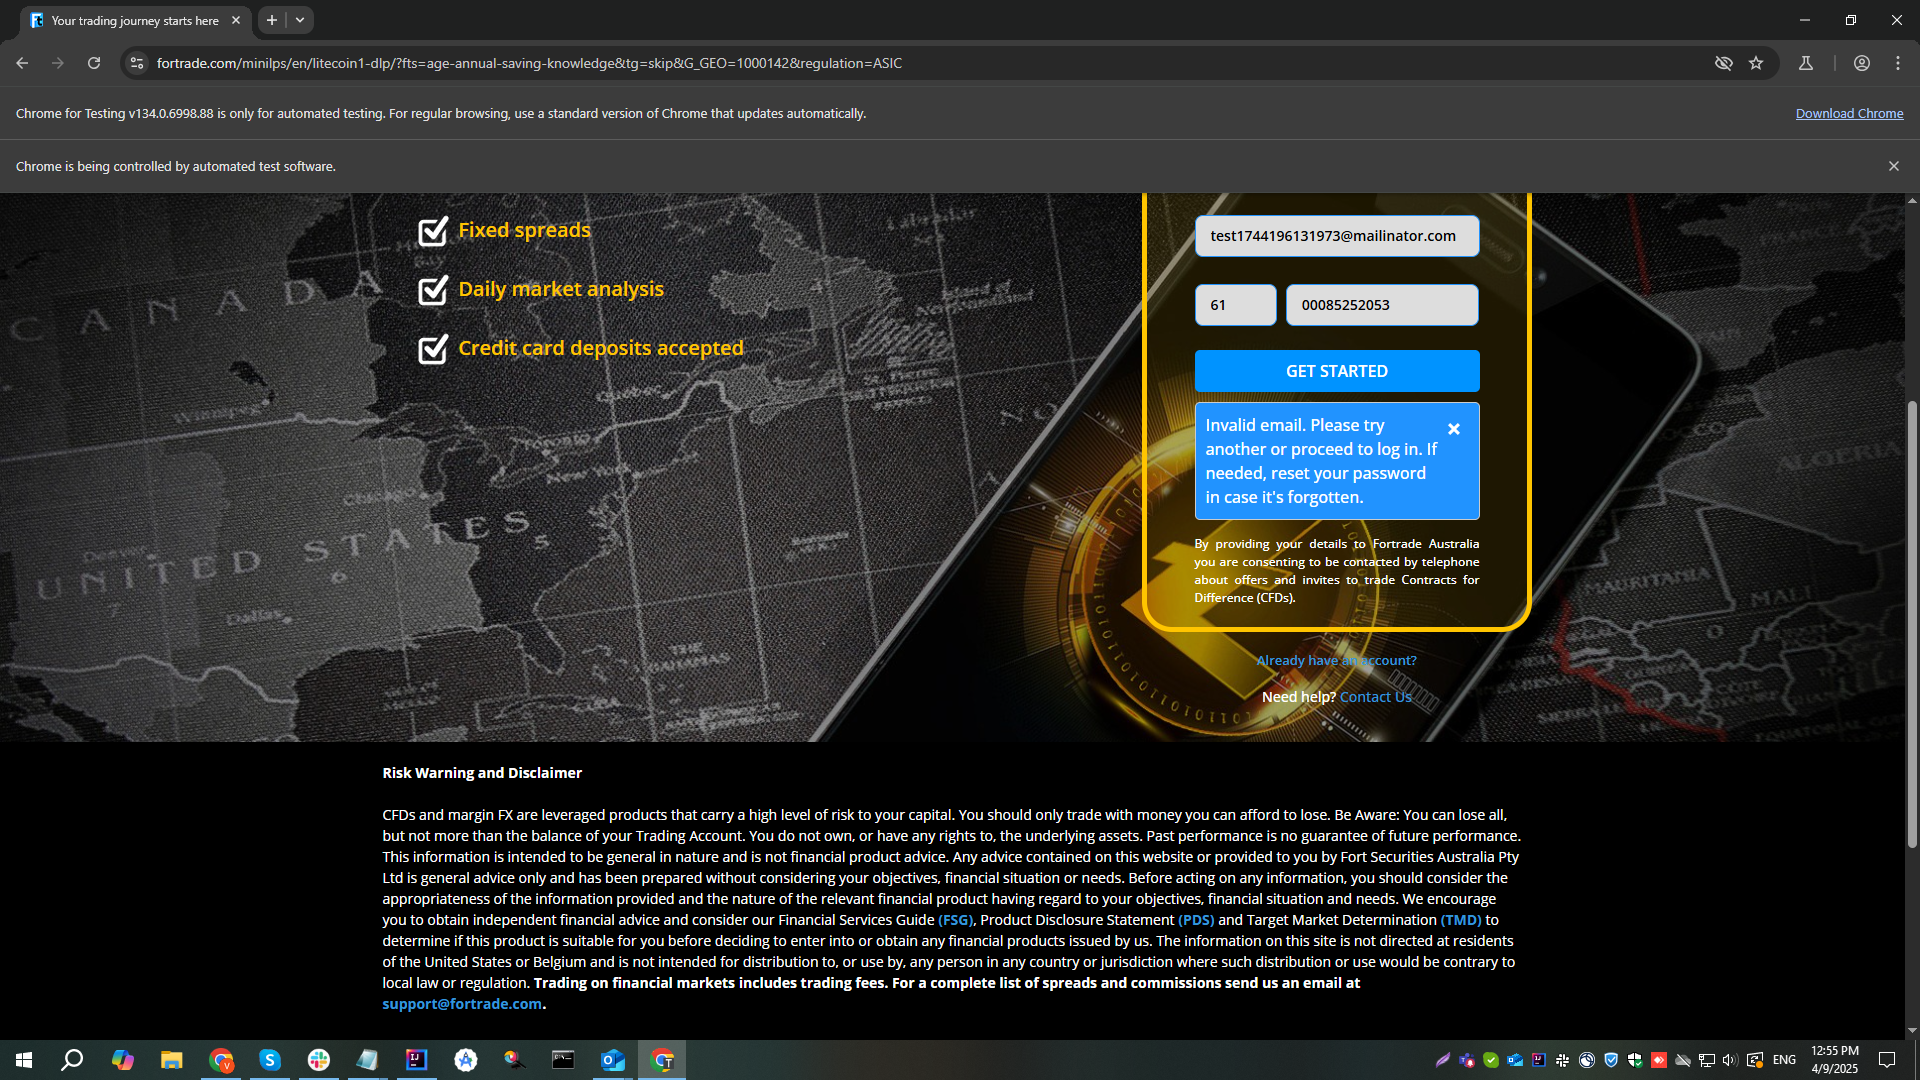 Your trading journey starts here
fortrade.com/minilps/en/litecoin1-dlp/?fts=age-annual-saving-knowledge&tg=skip&G_GEO=1000142&regulation=ASIC
Chrome for Testing v134.0.6998.88 is only for automated testing. For regular browsing, use a standard version of Chrome that updates automatically.
Download Chrome
Chrome is being controlled by automated test software.
Fixed spreads
Daily market analysis
Credit card deposits accepted
test1744196131973@mailinator.com
61
00085252053
GET STARTED
Invalid email. Please try
another or proceed to log in. If
needed, reset your password
in case it's forgotten.
By providing your details to Fortrade Australia
you are consenting to be contacted by telephone
about offers and invites to trade Contracts for
Difference (CFDs).
Already have an account?
Need help? Contact Us
CANADA
Winnipeg
Québec
Toronto
New York
Chicago
Denver
UNITED STATES
5
6
7
Dallas
THE
BAHAMAS
CUBA
ALGERIA
MAURITANIA
MALI
Risk Warning and Disclaimer
CFDs and margin FX are leveraged products that carry a high level of risk to your capital. You should only trade with money you can afford to lose. Be Aware: You can lose all,
but not more than the balance of your Trading Account. You do not own, or have any rights to, the underlying assets. Past performance is no guarantee of future performance.
This information is intended to be general in nature and is not financial product advice. Any advice contained on this website or provided to you by Fort Securities Australia Pty
Ltd is general advice only and has been prepared without considering your objectives, financial situation or needs. Before acting on any information, you should consider the
appropriateness of the information provided and the nature of the relevant financial product having regard to your objectives, financial situation and needs. We encourage
you to obtain independent financial advice and consider our Financial Services Guide (FSG), Product Disclosure Statement (PDS) and Target Market Determination (TMD) to
determine if this product is suitable for you before deciding to enter into or obtain any financial products issued by us. The information on this site is not directed at residents
of the United States or Belgium and is not intended for distribution to, or use by, any person in any country or jurisdiction where such distribution or use would be contrary to
local law or regulation. Trading on financial markets includes trading fees. For a complete list of spreads and commissions send us an email at
support@fortrade.com.
ENG
12:55 PM
4/9/2025